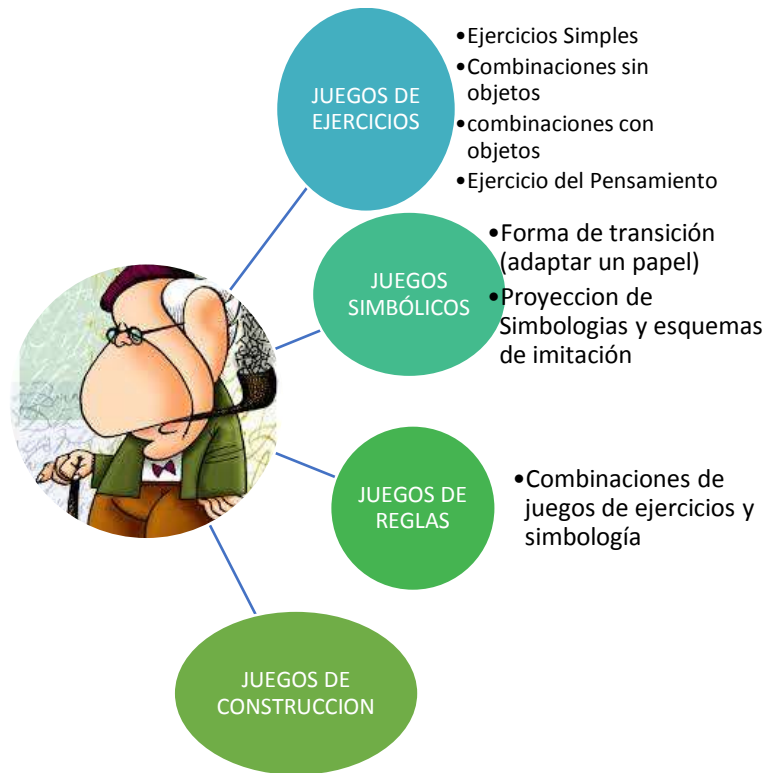 JUEGOS DE
EJERCICIOS
•Ejercicios Simples
•Combinaciones sin
objetos
•combinaciones con
objetos
•Ejercicio del Pensamiento
JUEGOS
SIMBÓLICOS
•Forma de transición
(adaptar un papel)
•Proyeccion de
Simbologias y esquemas
de imitación
JUEGOS DE
REGLAS
•Combinaciones de
juegos de ejercicios y
simbología
JUEGOS DE
CONSTRUCCION